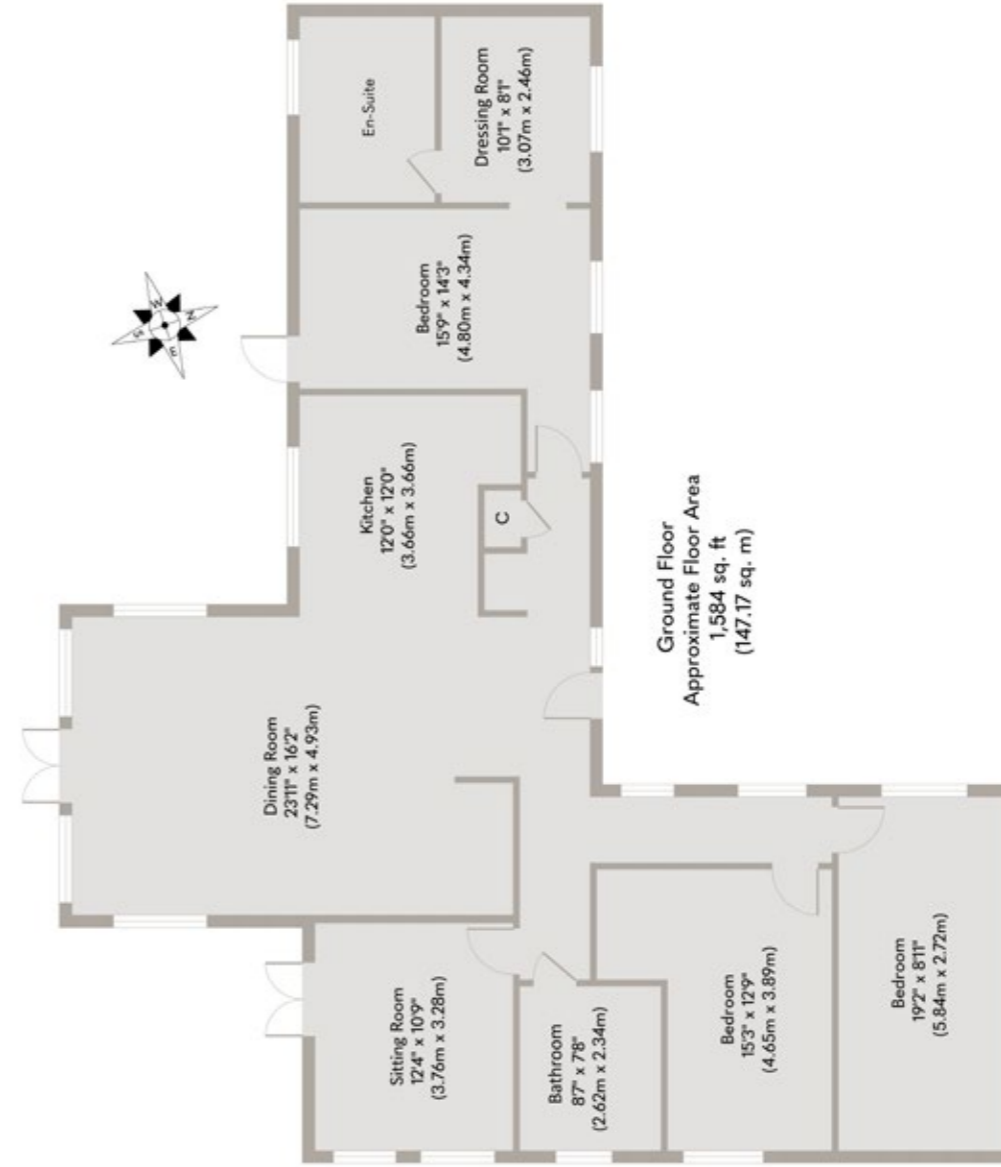 En-Suite
Dressing Room
10'1" x 8'1"
(3.07m x 2.46m)
Bedroom
15'9" x 14'3"
(4.80m x 4.34m)
Kitchen
12'0" x 12'0"
(3.66m x 3.66m)
C
Dining Room
23'11" x 16'2"
(7.29m x 4.93m)
Sitting Room
12'4" x 10'9"
(3.76m x 3.28m)
Bathroom
8'7" x 7'8"
(2.62m x 2.34m)
Bedroom
15'3" x 12'9"
(4.65m x 3.89m)
Bedroom
19'2" x 8'11"
(5.84m x 2.72m)
Ground Floor
Approximate Floor Area
1,584 sq. ft
(147.17 sq. m)
N
E
S
W